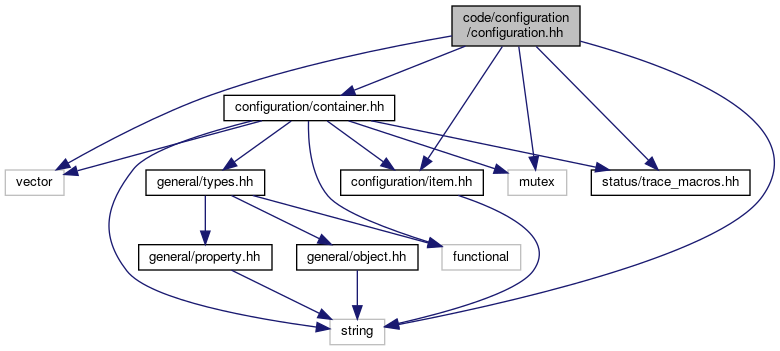 code/configuration
/configuration.hh
configuration/container.hh
vector
general/types.hh
configuration/item.hh
mutex
status/trace_macros.hh
general/property.hh
general/object.hh
functional
string